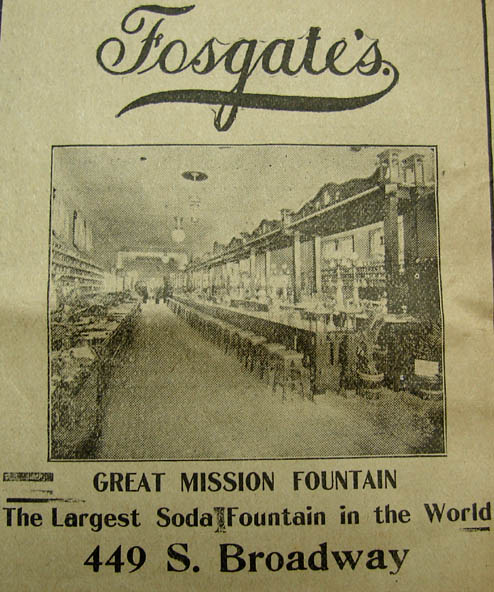 Fosgate's.
GREAT MISSION FOUNTAIN
The Largest Soda Fountain in the World
449 S. Broadway